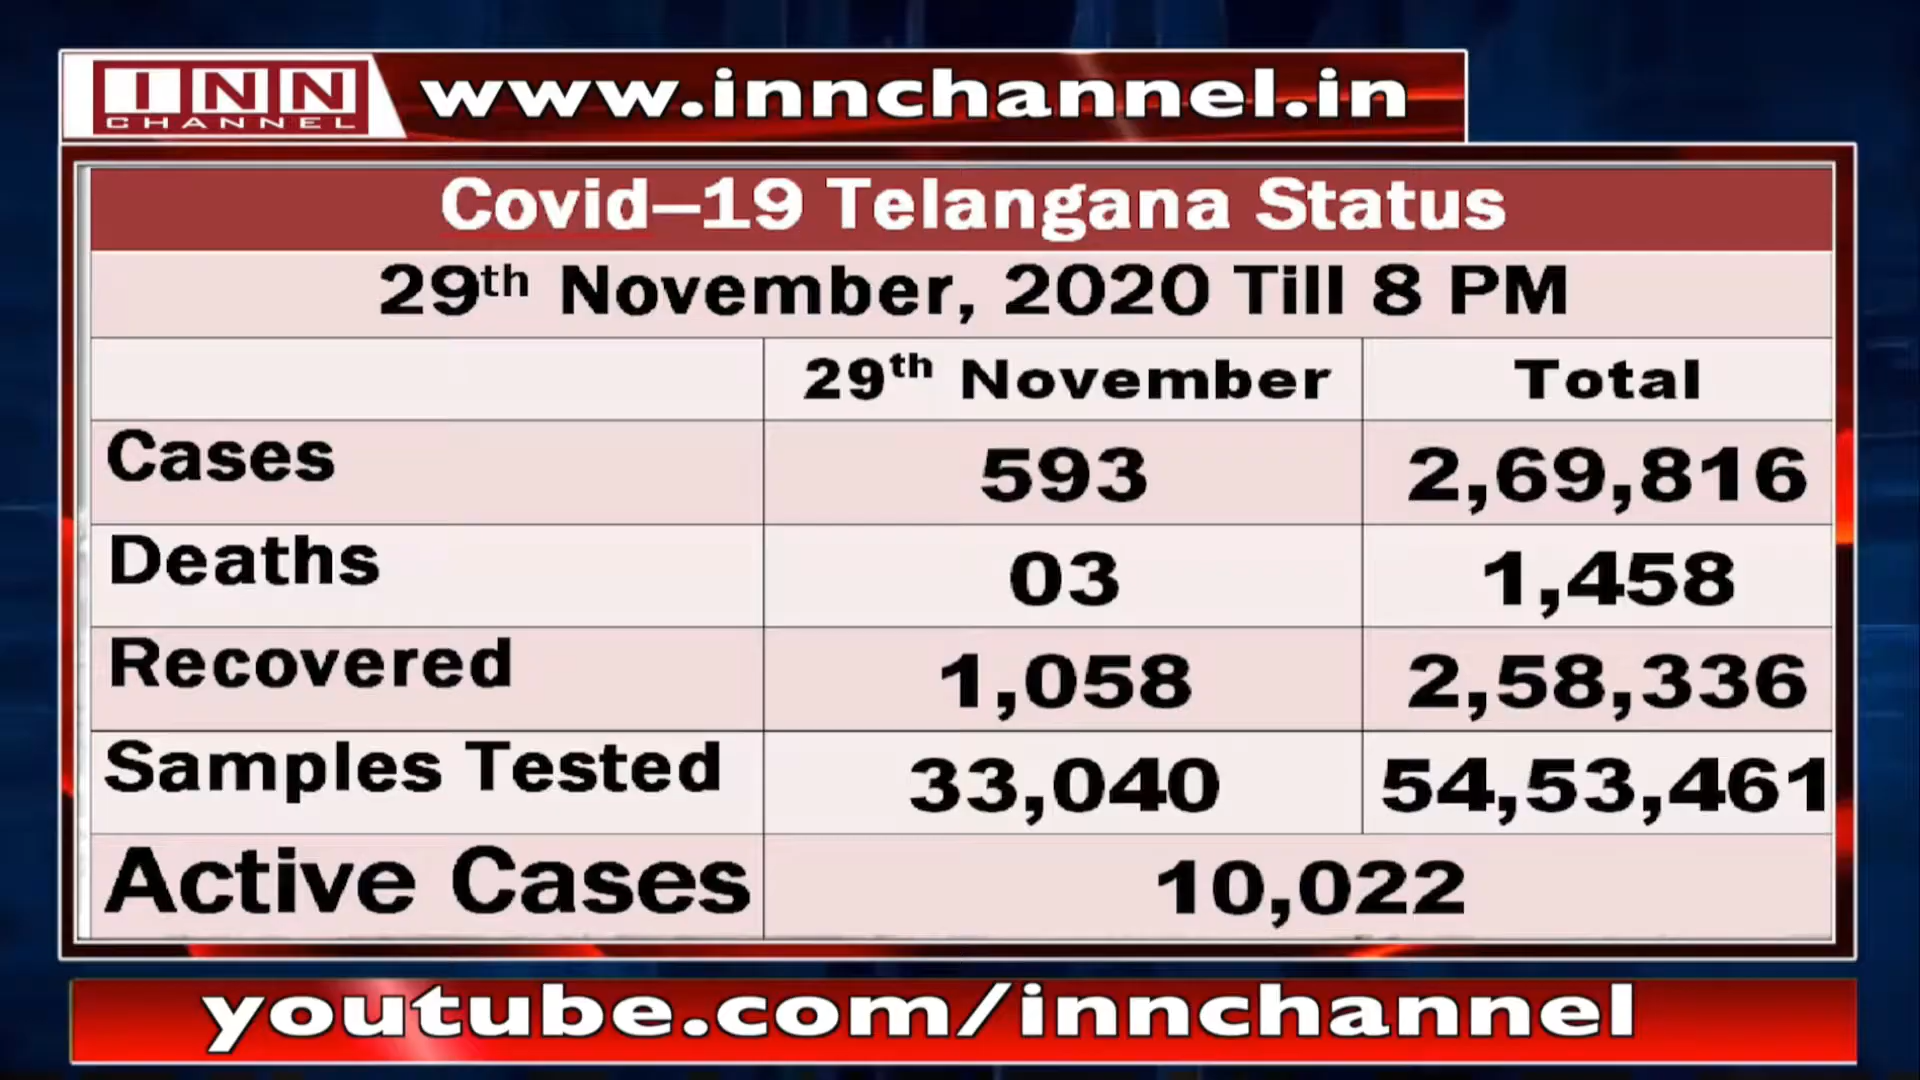 INN
CHANNEL
www.innchannel.in
Covid–19 Telangana Status
29th November, 2020 Till 8 PM
29th November Total
Cases 593 2,69,816
Deaths 03 1,458
Recovered 1,058 2,58,336
Samples Tested 33,040 54,53,461
Active Cases 10,022
youtube.com/innchannel